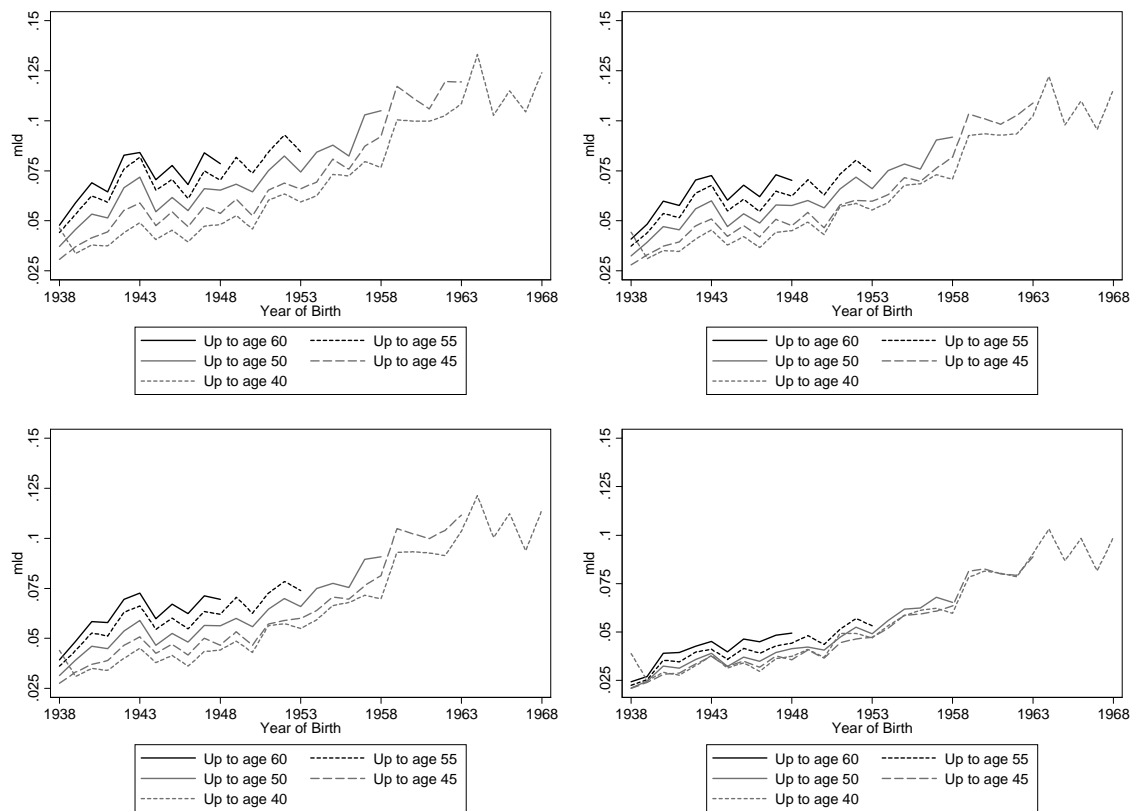 .15
.125
.1
.075
.05
.025
mld
1938 1943 1948 1953 1958 1963 1968
Year of Birth
Up to age 60 Up to age 55
Up to age 50 Up to age 45
Up to age 40
.15
.125
.1
.075
.05
.025
mld
1938 1943 1948 1953 1958 1963 1968
Year of Birth
Up to age 60 Up to age 55
Up to age 50 Up to age 45
Up to age 40
.15
.125
.1
.075
.05
.025
mld
1938 1943 1948 1953 1958 1963 1968
Year of Birth
Up to age 60 Up to age 55
Up to age 50 Up to age 45
Up to age 40
.15
.125
.1
.075
.05
.025
mld
1938 1943 1948 1953 1958 1963 1968
Year of Birth
Up to age 60 Up to age 55
Up to age 50 Up to age 45
Up to age 40